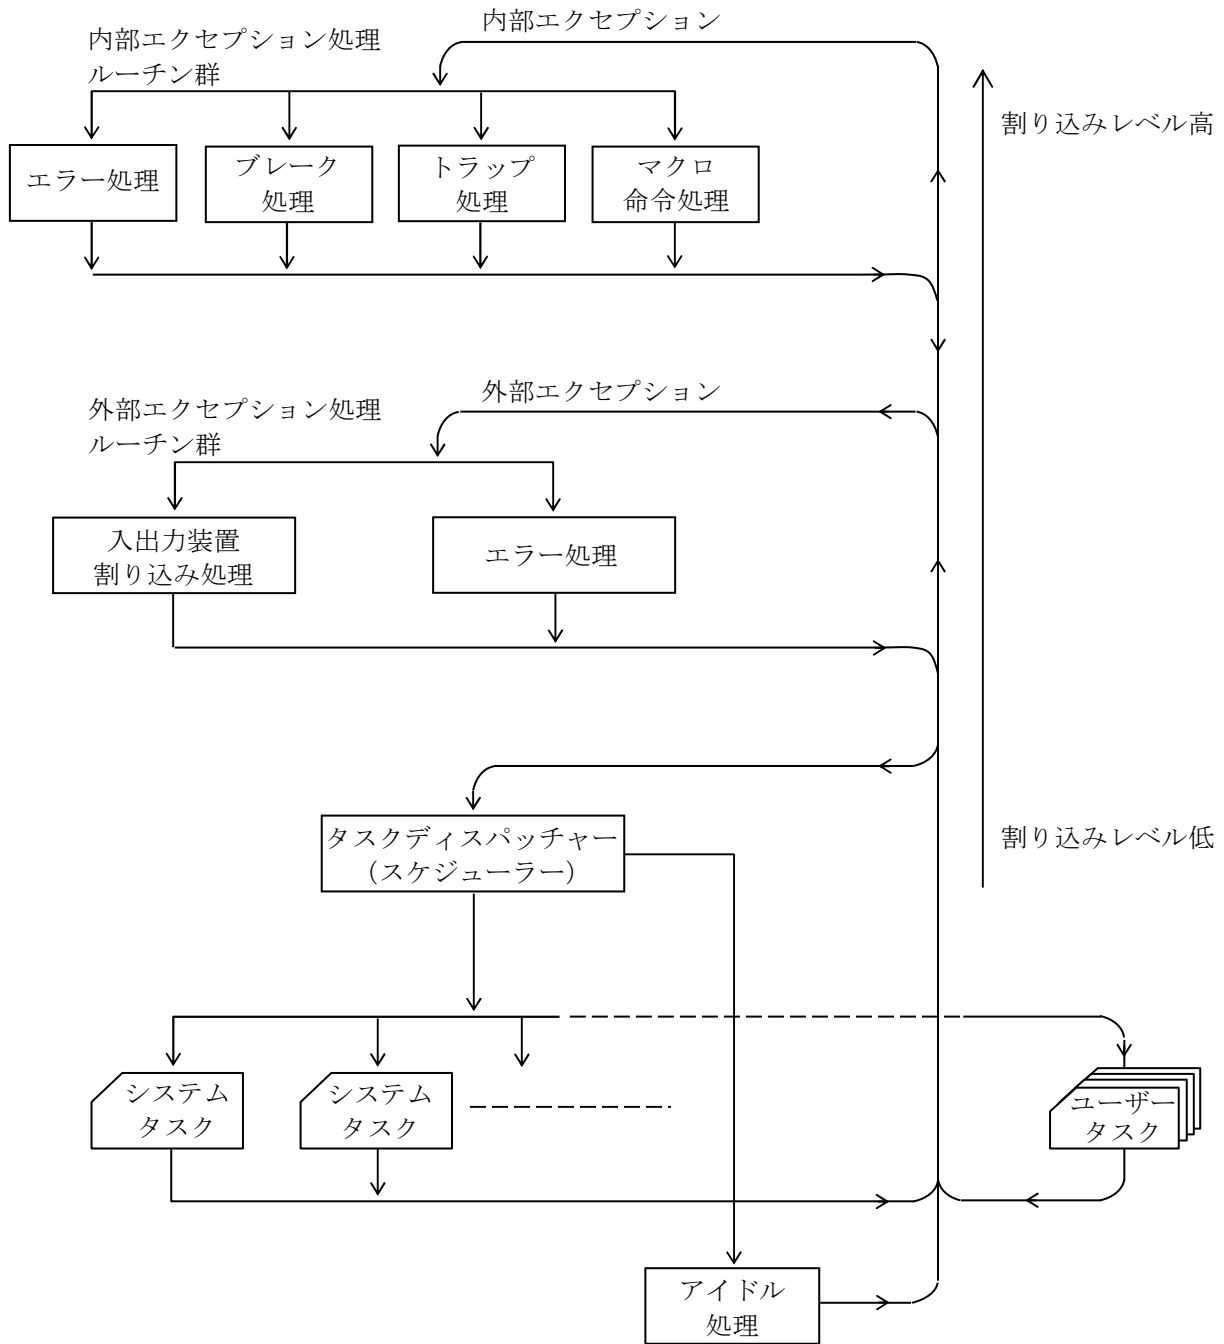 内部エクセプション
内部エクセプション処理
ルーチン群
割り込みレベル高
エラー処理
ブレーク
処理
トラップ
処理
マクロ
命令処理
外部エクセプション
外部エクセプション処理
ルーチン群
入出力装置
割り込み処理
エラー処理
タスクディスパッチャー
（スケジューラー）
割り込みレベル低
システム
タスク
システム
タスク
ユーザー
タスク
アイドル
処理